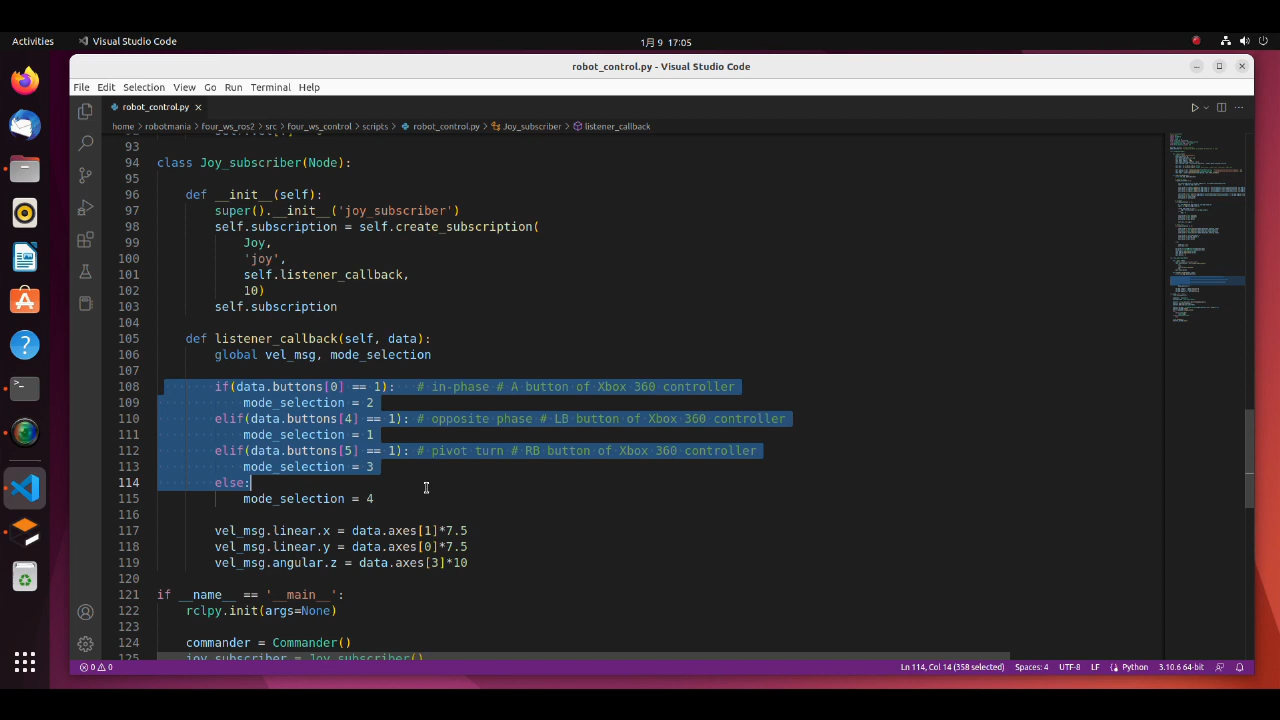 Activities
Visual Studio Code
1月 9 17:05
robot_control.py - Visual Studio Code
File Edit Selection View Go Run Terminal Help
robot_control.py
home > robotmania > four_ws_ros2 > src > four_ws_control > scripts > robot_control.py > Joy_subscriber > listener_callback
93
94 class Joy_subscriber(Node):
95
96 def __init__(self):
97 super().__init__('joy_subscriber')
98 self.subscription = self.create_subscription(
99 Joy,
100 'joy',
101 self.listener_callback,
102 10)
103 self.subscription
104
105 def listener_callback(self, data):
106 global vel_msg, mode_selection
107
108 if(data.buttons[0] == 1): # in-phase # A button of Xbox 360 controller
109 mode_selection = 2
110 elif(data.buttons[4] == 1): # opposite phase # LB button of Xbox 360 controller
111 mode_selection = 1
112 elif(data.buttons[5] == 1): # pivot turn # RB button of Xbox 360 controller
113 mode_selection = 3
114 else:
115 mode_selection = 4
116
117 vel_msg.linear.x = data.axes[1]*7.5
118 vel_msg.linear.y = data.axes[0]*7.5
119 vel_msg.angular.z = data.axes[3]*10
120
121 if __name__ == '__main__':
122 rclpy.init(args=None)
123
124 commander = Commander()
125 joy_subscriber = Joy_subscriber()
0 0 Ln 114, Col 14 (358 selected) Spaces: 4 UTF-8 LF Python 3.10.6 64-bit